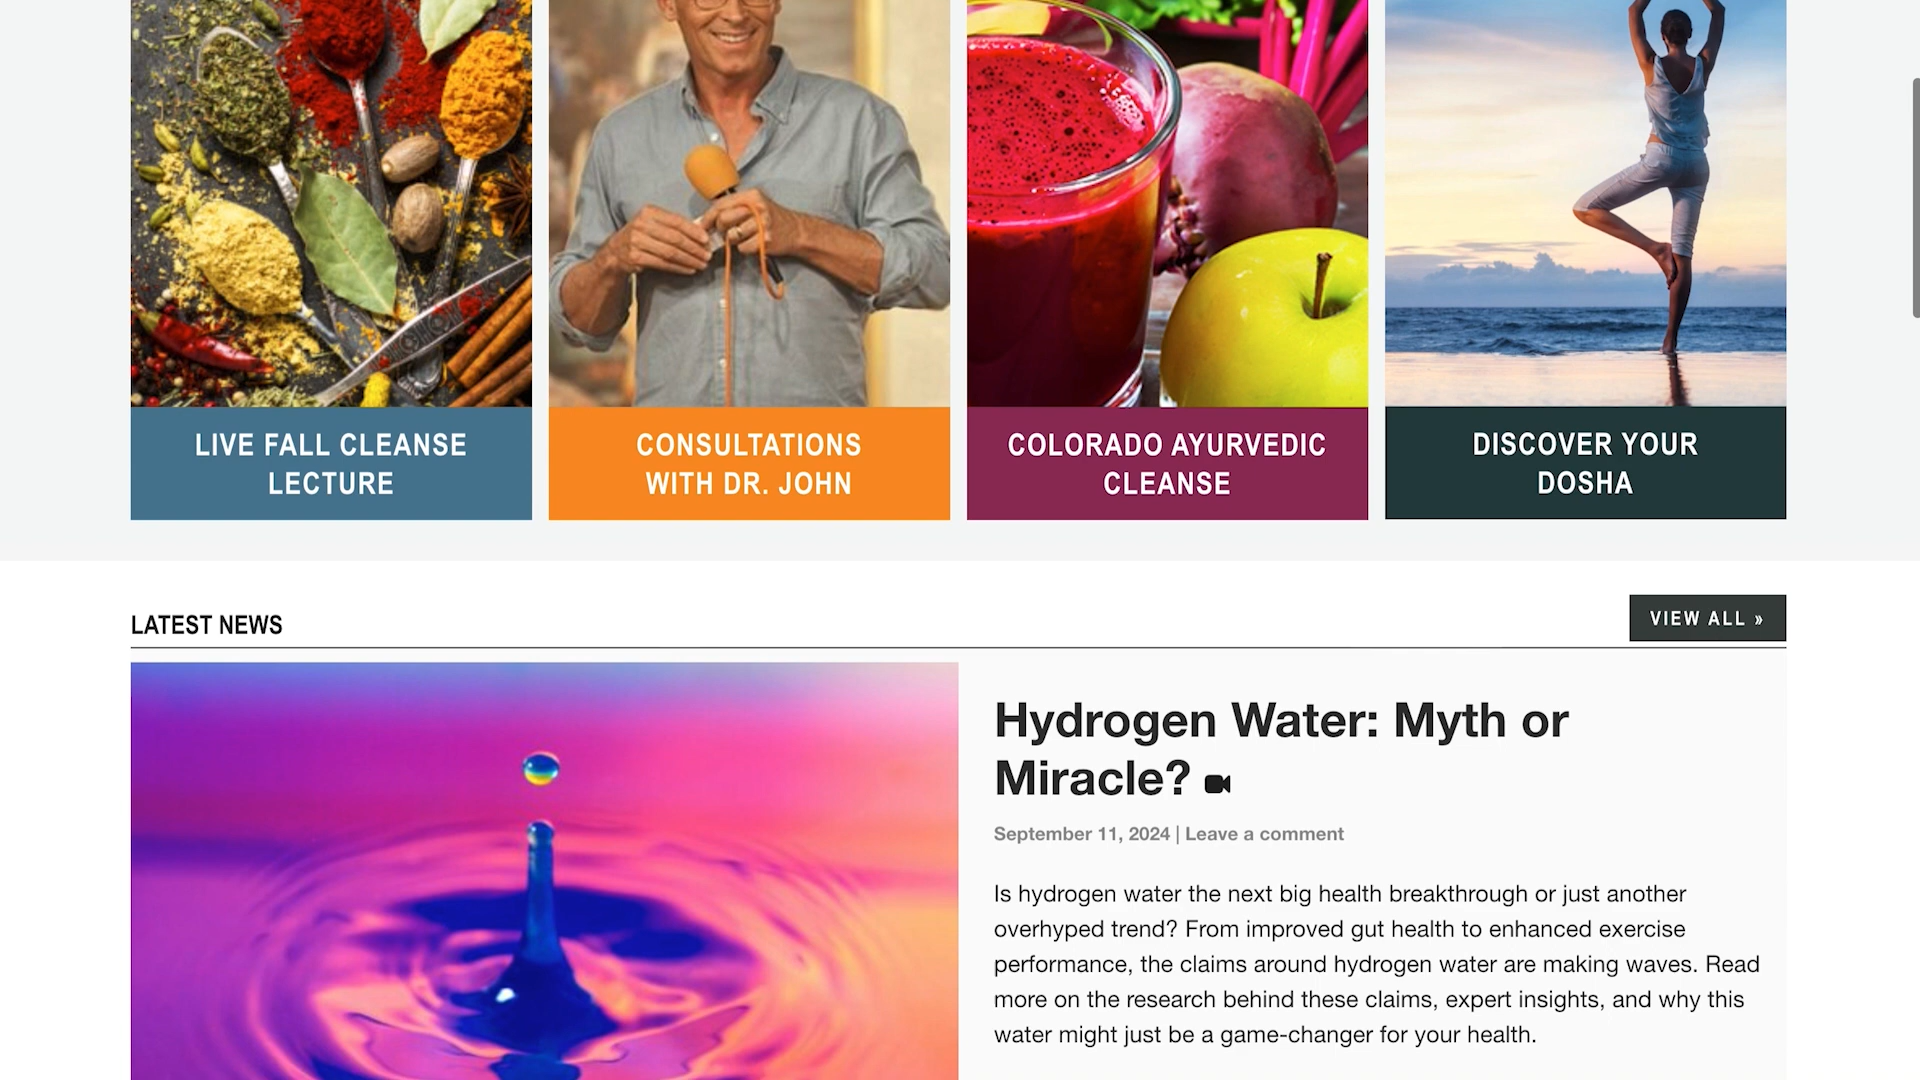 LIVE FALL CLEANSE
LECTURE
CONSULTATIONS
WITH DR. JOHN
COLORADO AYURVEDIC
CLEANSE
DISCOVER YOUR
DOSHA
LATEST NEWS
VIEW ALL »
Hydrogen Water: Myth or
Miracle?
September 11, 2024 | Leave a comment
Is hydrogen water the next big health breakthrough or just another
overhyped trend? From improved gut health to enhanced exercise
performance, the claims around hydrogen water are making waves. Read
more on the research behind these claims, expert insights, and why this
water might just be a game-changer for your health.